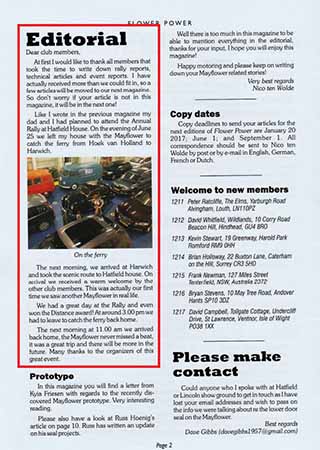 FLOWER POWER
Editorial
Dear club members,
At first I would like to thank all members that
took the time to write down rally reports,
technical articles and event reports. I have
actually received more than we could fit in, so a
few articles will be moved to our next magazine.
So don't worry if your article is not in this
magazine, it will be in the next one!
Like I wrote in the previous magazine my
dad and I had planned to attend the Annual
Rally at Hatfield House. On the evening of June
25 we left my house with the Mayflower to
catch the ferry from Hoek van Holland to
Harwich.
On the ferry
The next morning, we arrived at Harwich
and took the scenic route to Hatfield house. On
arrival we received a warm welcome by the
other club members. This was actually our first
time we saw another Mayflower in real life.
We had a great day at the Rally and even
won the Distance award! At around 3.00 pm we
had to leave to catch the ferry back home.
The next morning at 11.00 am we arrived
back home, the Mayflower never missed a beat,
it was a great trip and there will be more in the
future. Many thanks to the organizers of this
great event.
Prototype
In this magazine you will find a letter from
Kyia Friesen with regards to the recently dis-
covered Mayflower prototype. Very interesting
reading.
Please also have a look at Russ Hoenig's
article on page 10. Russ has written an update
on his seal projects.
Well there is too much in this magazine to be
able to mention everything in the editorial,
thanks for your input, I hope you will enjoy this
magazine!
Happy motoring and please keep on writing
down your Mayflower related stories!
Very best regards
Nico ten Wolde
Copy dates
Copy deadlines to send your articles for the
next editions of Flower Power are January 20
2017; June 1; and September 1. All
correspondence should be sent to Nico ten
Wolde by post or by e-mail in English, German,
French or Dutch.
Welcome to new members
1211 Peter Ratcliffe, The Elms, Yarburgh Road
Alvingham, Louth, LN110PZ
1212 David Whitfield, Wildlands, 10 Corry Road
Beacon Hill, Hindhead, GU4 8RG
1213 Kevin Stewart, 19 Greenway, Harold Park
Romford RM9 0HH
1214 Brian Holloway, 22 Buxton Lane, Caterham
on the Hill, Surrey CR3 5HD
1215 Frank Newman, 127 Miles Street
Tenterfield, NSW, Australia 2372
1216 Bryan Stevens, 10 May Tree Road, Andover
Hants SP10 3DZ
1217 David Campbell, Tollgate Cottage, Undercliff
Drive, St Lawrence, Ventnor, Isle of Wight
PO38 1XX
Please make
contact
Could anyone who I spoke with at Hatfield
or Lincoln show ground to get in touch as I have
lost your email addresses and wish to pass on
the info we were talking about re the lower door
seal on the Mayflower.
Best regards
Dave Gibbs (davegibbs1957@gmail.com)
Page 2